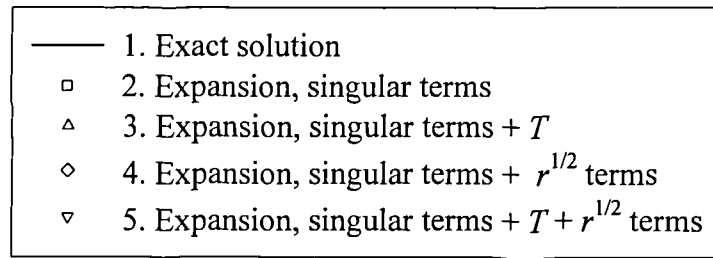 1. Exact solution
2. Expansion, singular terms
3. Expansion, singular terms + T
4. Expansion, singular terms + r^{1/2} terms
5. Expansion, singular terms + T + r^{1/2} terms